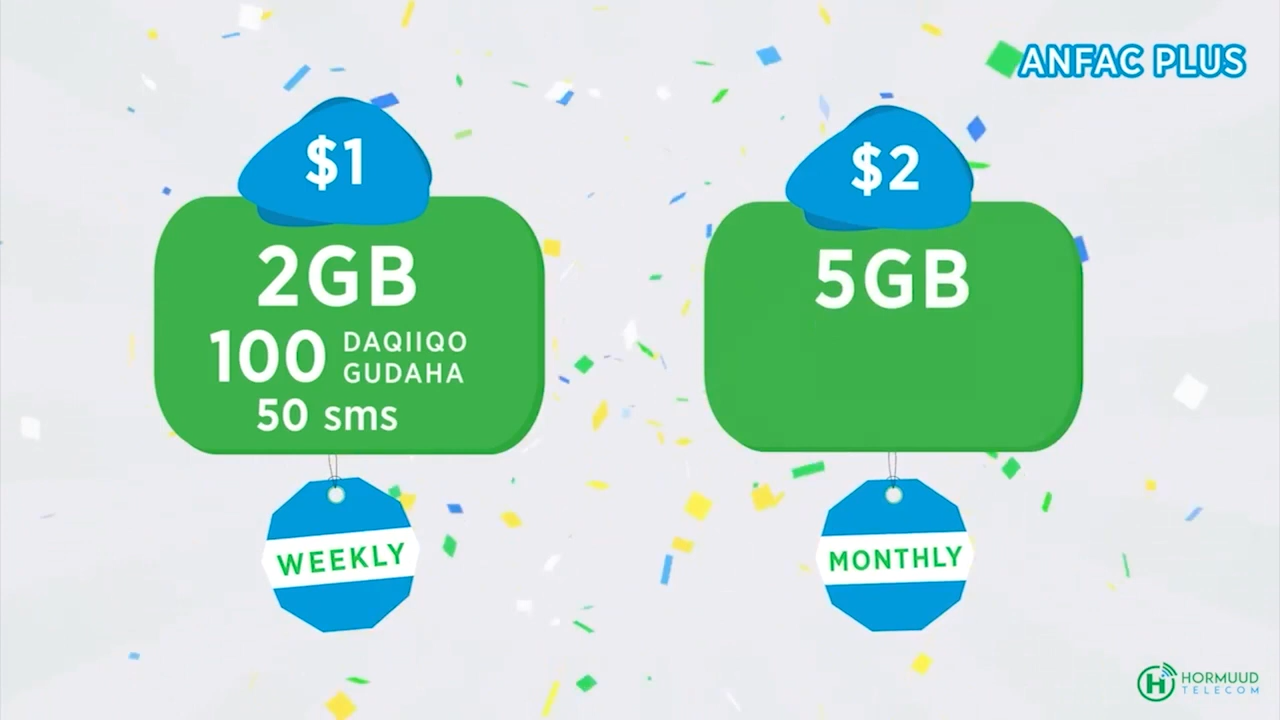 ANFAC PLUS
$1
2GB
100 DAQIIQO
GUDAHA
50 sms
WEEKLY
$2
5GB
MONTHLY
HORMUUD
TELECOM